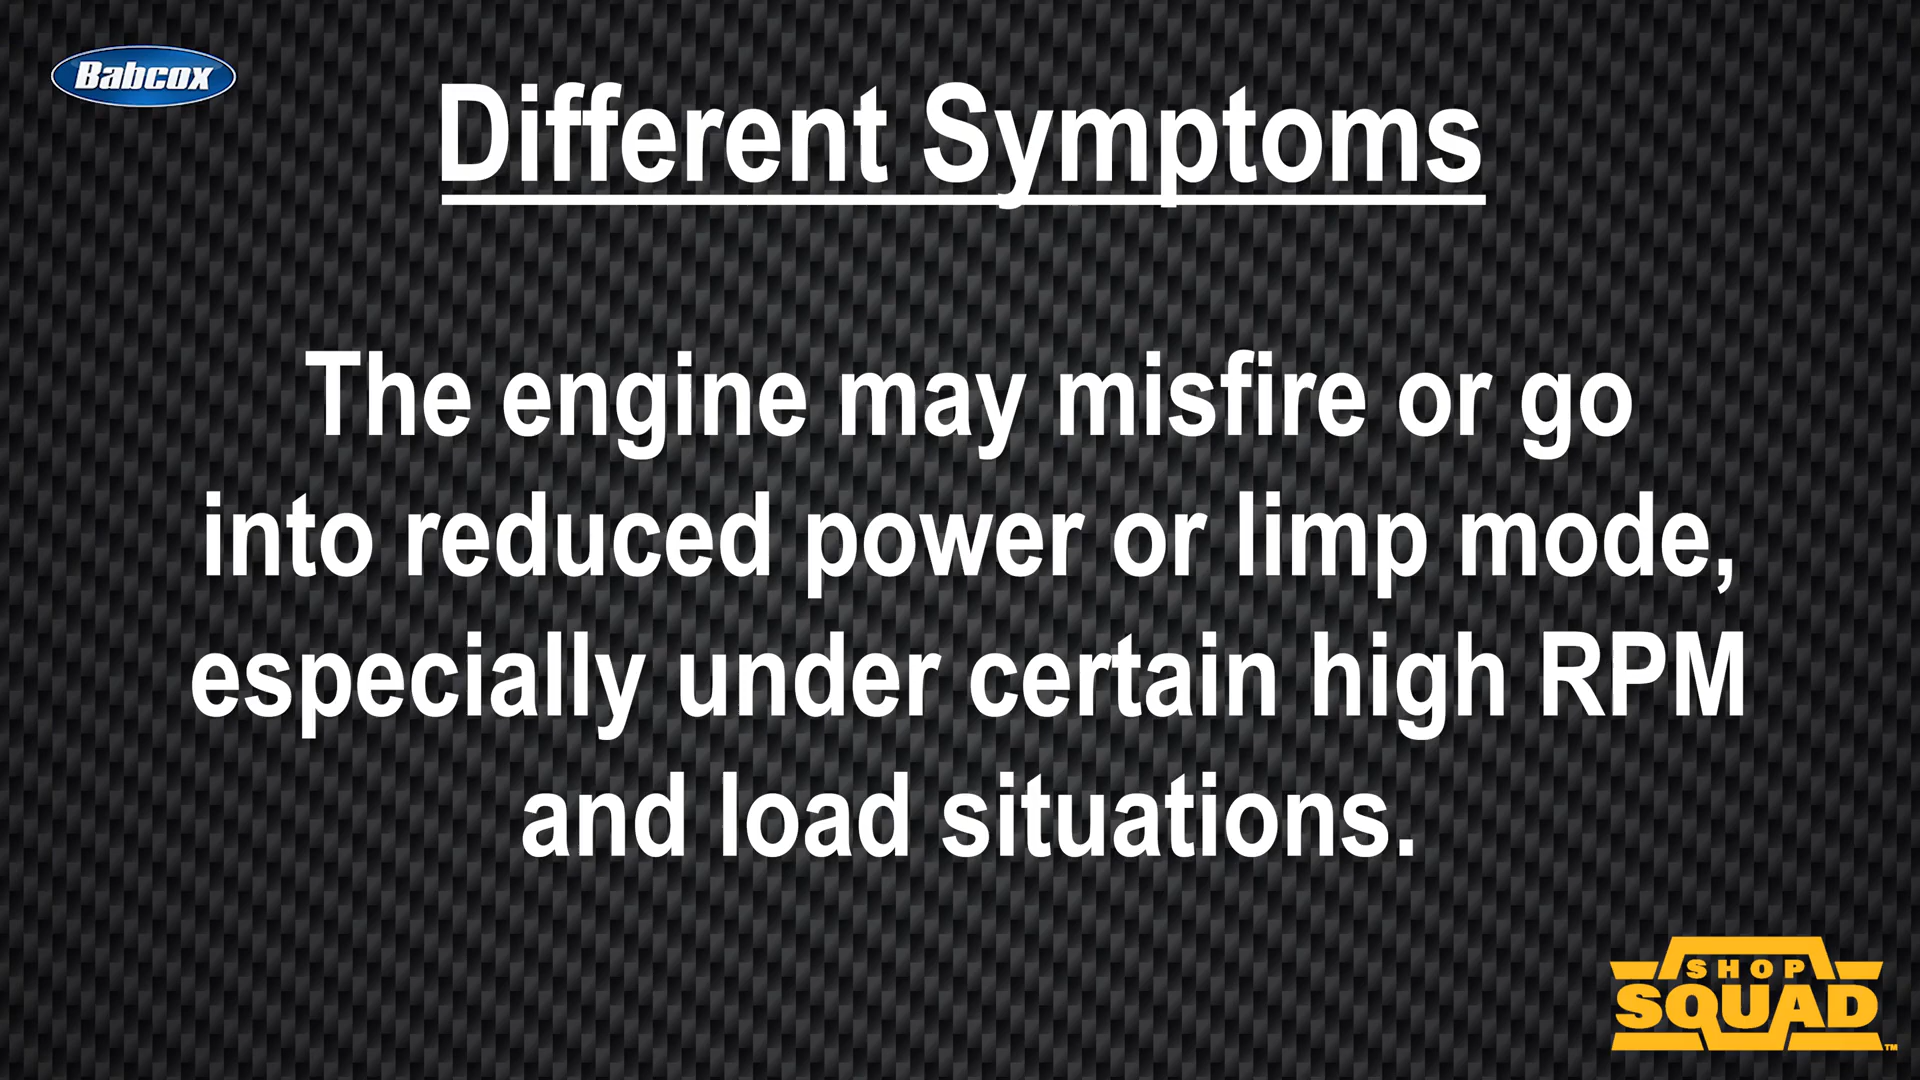 Babcox
Different Symptoms
The engine may misfire or go
into reduced power or limp mode,
especially under certain high RPM
and load situations.
SHOP
SQUAD
TM